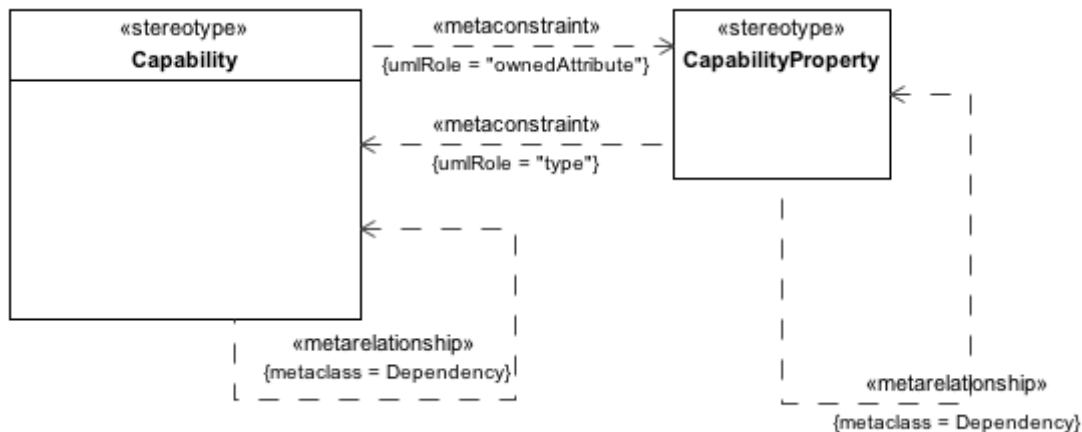 «stereotype»
Capability
«metaconstraint»
{umlRole = "ownedAttribute"}
«stereotype»
CapabilityProperty
«metaconstraint»
{umlRole = "type"}
«metarelationship»
{metaclass = Dependency}
«metarelationship»
{metaclass = Dependency}